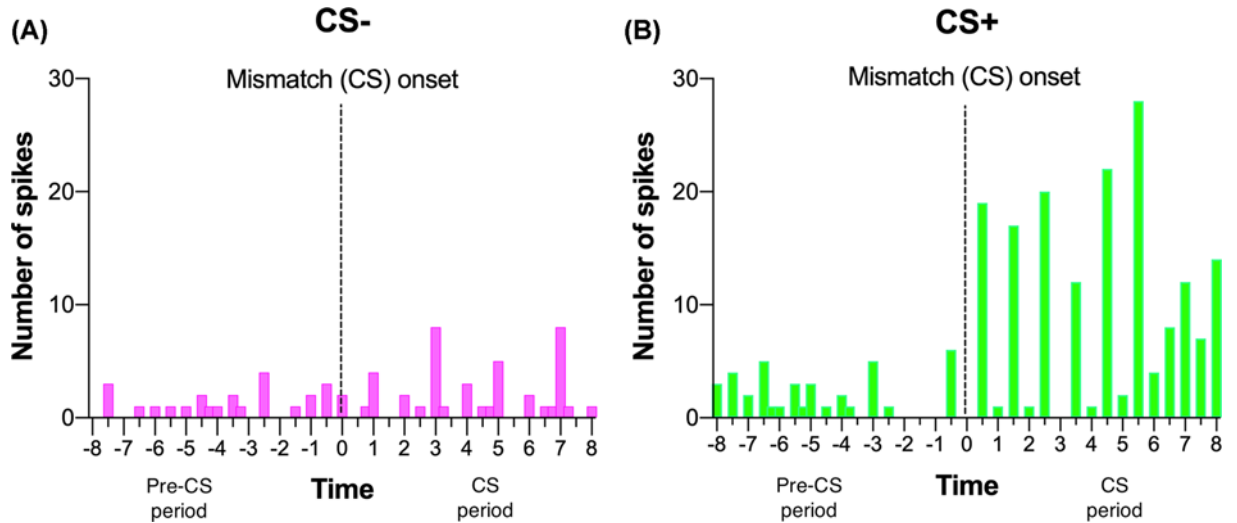 (A)
CS-
Mismatch (CS) onset
Number of spikes
30
20
10
0
-8 -7 -6 -5 -4 -3 -2 -1 0 1 2 3 4 5 6 7 8
Pre-CS
period
Time
CS
period
(B)
CS+
Mismatch (CS) onset
Number of spikes
30
20
10
0
-8 -7 -6 -5 -4 -3 -2 -1 0 1 2 3 4 5 6 7 8
Pre-CS
period
Time
CS
period